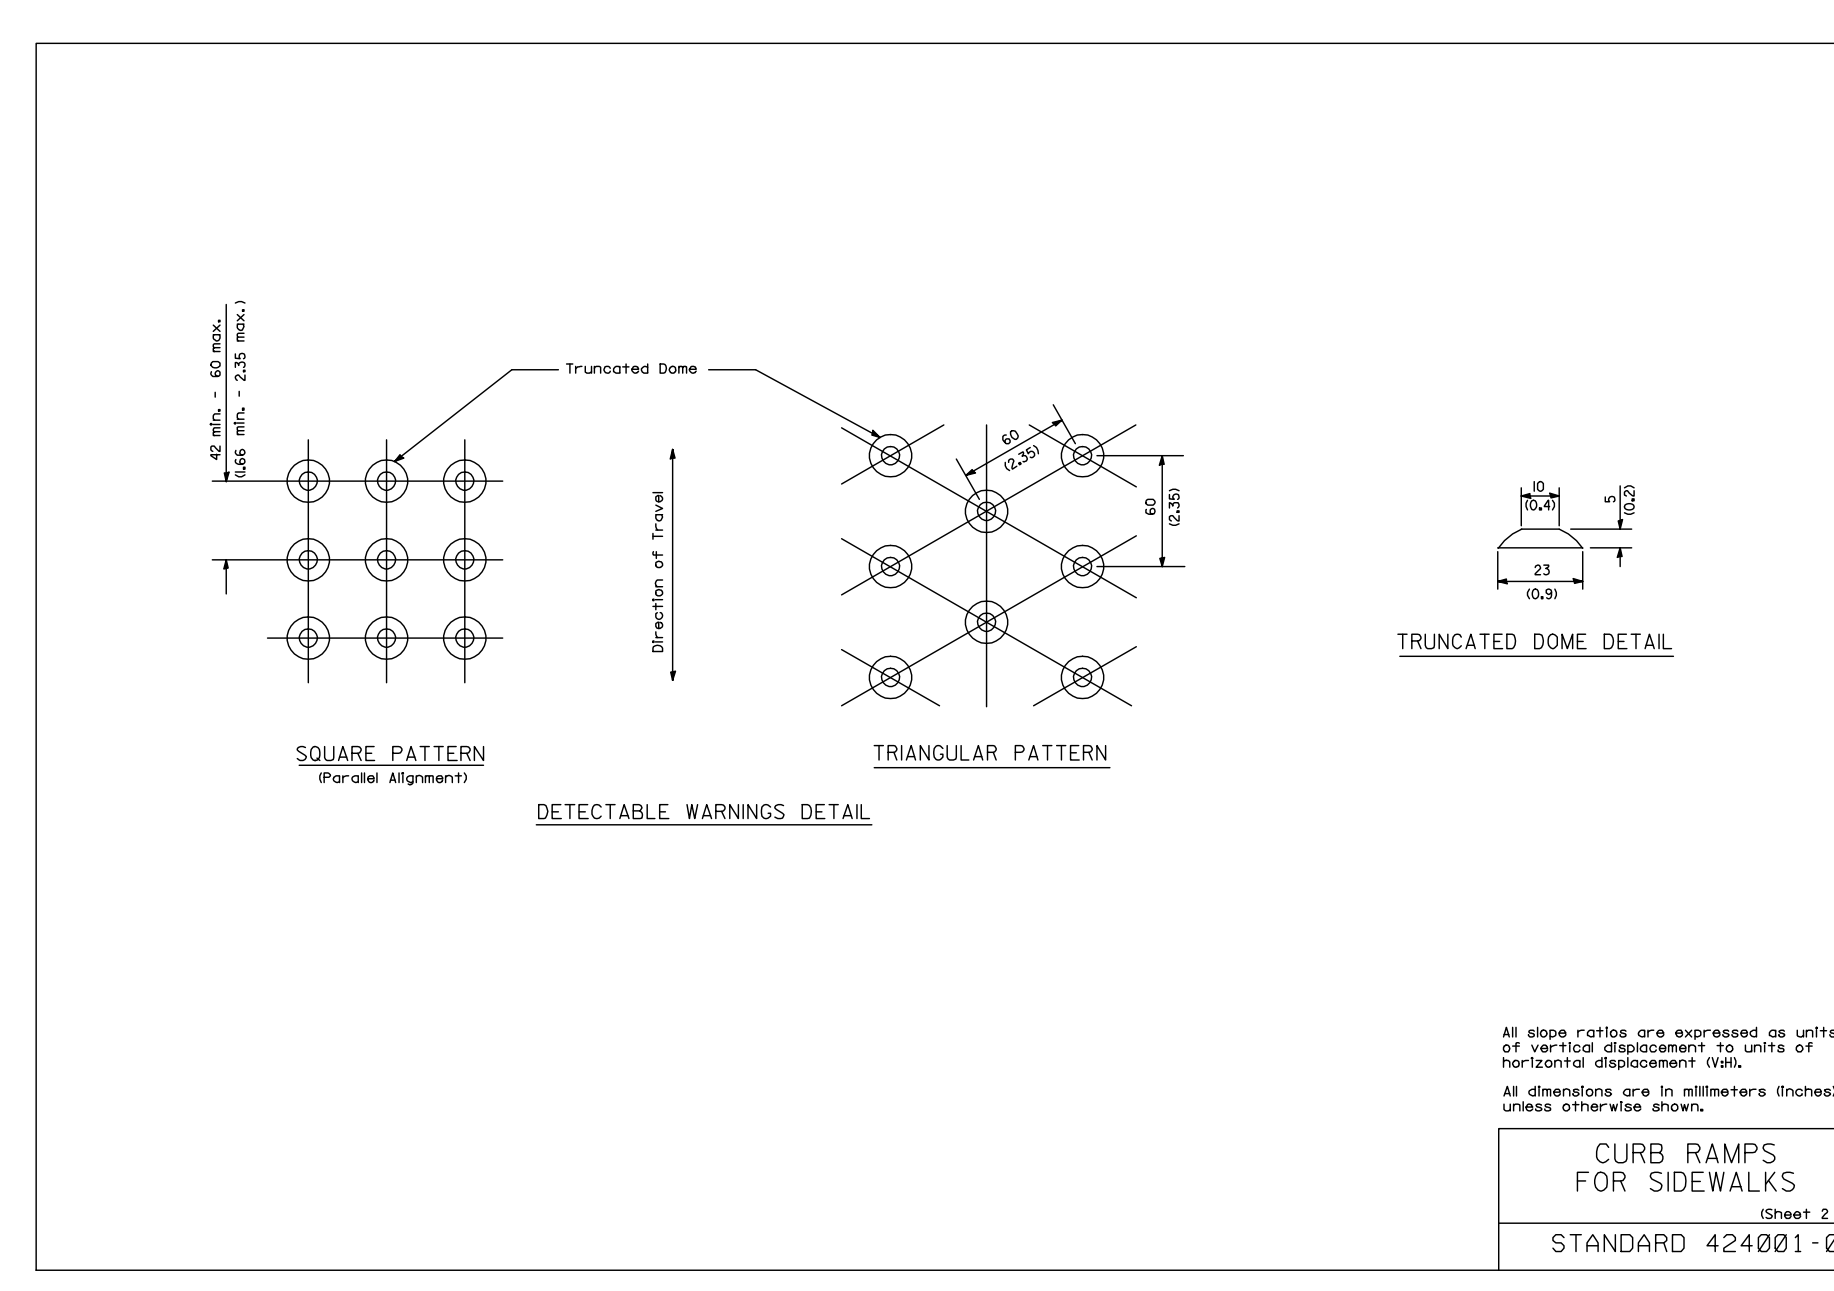 42 min. - 60 max.
(1.66 min. - 2.35 max.)
Truncated Dome
Direction of Travel
60
(2.35)
60
(2.35)
10
(0.4)
5
(0.2)
23
(0.9)
TRUNCATED DOME DETAIL
SQUARE PATTERN
(Parallel Alignment)
TRIANGULAR PATTERN
DETECTABLE WARNINGS DETAIL
All slope ratios are expressed as units
of vertical displacement to units of
horizontal displacement (V:H).
All dimensions are in millimeters (inches)
unless otherwise shown.
CURB RAMPS
FOR SIDEWALKS
(Sheet 2
STANDARD 424001-0